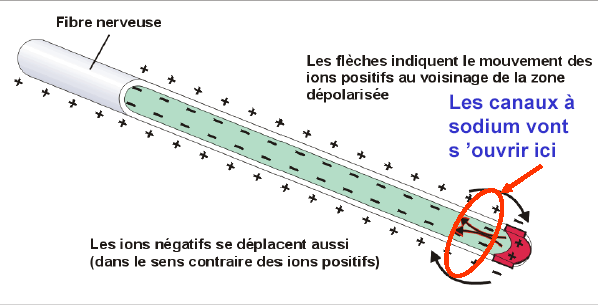 Fibre nerveuse
Les flèches indiquent le mouvement des
ions positifs au voisinage de la zone
dépolarisée
Les canaux à
sodium vont
s ’ouvrir ici
Les ions négatifs se déplacent aussi
(dans le sens contraire des ions positifs)